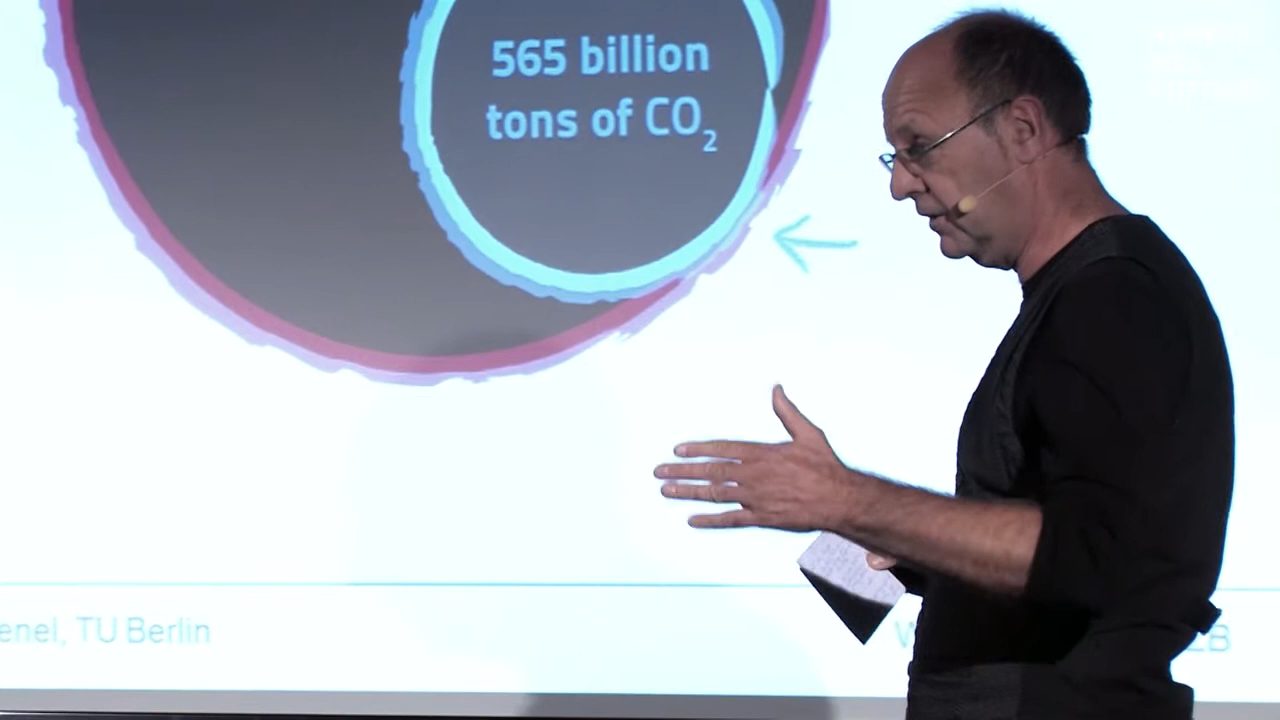 565 billion
tons of CO₂
enel, TU Berlin